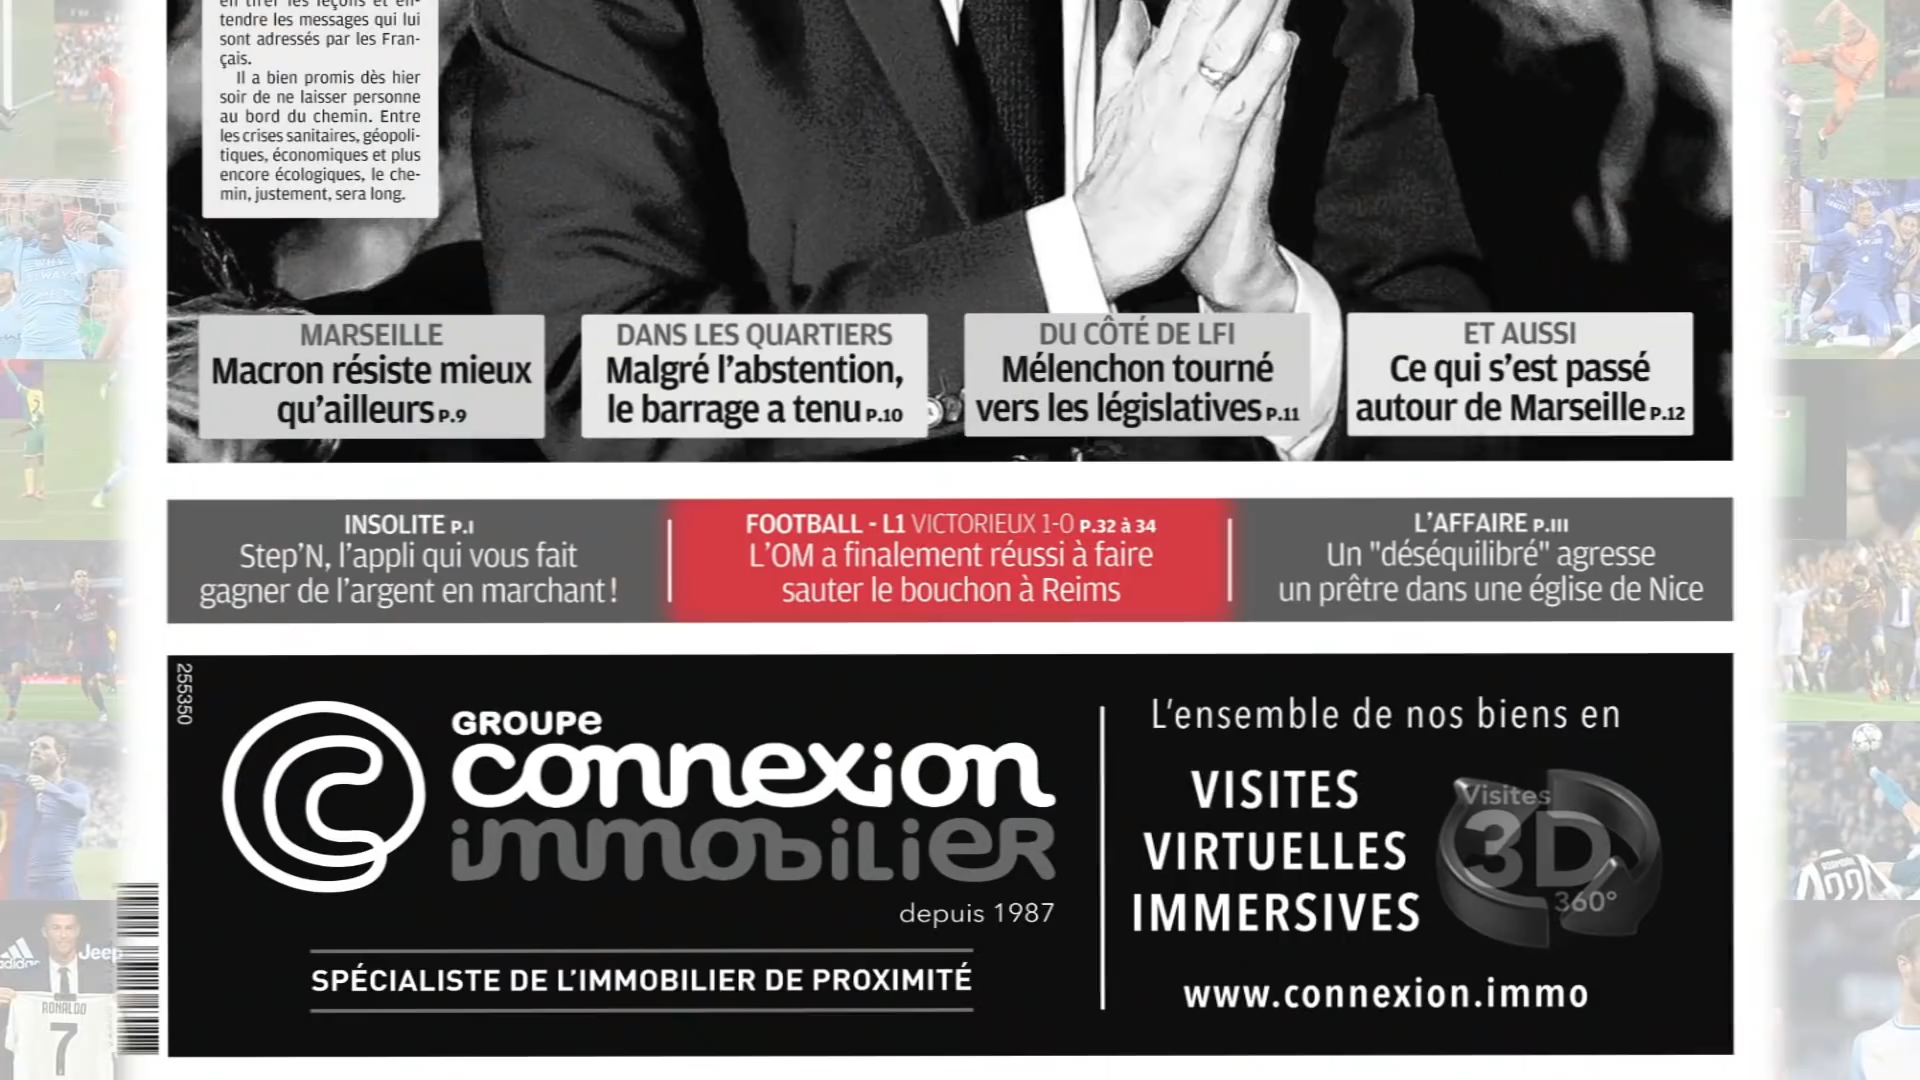 tendre les messages qui lui
sont adressés par les Fran-
çais.
Il a bien promis dès hier
soir de ne laisser personne
au bord du chemin. Entre
les crises sanitaires, géopoli-
tiques, économiques et plus
encore écologiques, le che-
min, justement, sera long.
MARSEILLE
Macron résiste mieux
qu’ailleurs P.9
DANS LES QUARTIERS
Malgré l’abstention,
le barrage a tenu P.10
DU CÔTÉ DE LFI
Mélenchon tourné
vers les législatives P.11
ET AUSSI
Ce qui s’est passé
autour de Marseille P.12
INSOLITE P.I
Step’N, l’appli qui vous fait
gagner de l’argent en marchant !
FOOTBALL - L1 VICTORIEUX 1-0 P.32 à 34
L’OM a finalement réussi à faire
sauter le bouchon à Reims
L’AFFAIRE P.III
Un "déséquilibré" agresse
un prêtre dans une église de Nice
255350
GROUPe
connexion
immobiLieR
depuis 1987
SPÉCIALISTE DE L’IMMOBILIER DE PROXIMITÉ
L’ensemble de nos biens en
VISITES
VIRTUELLES
IMMERSIVES
Visites
3D
360°
www.connexion.immo
WHY
ALWAYS
adidas
Jeep
RONALDO
7